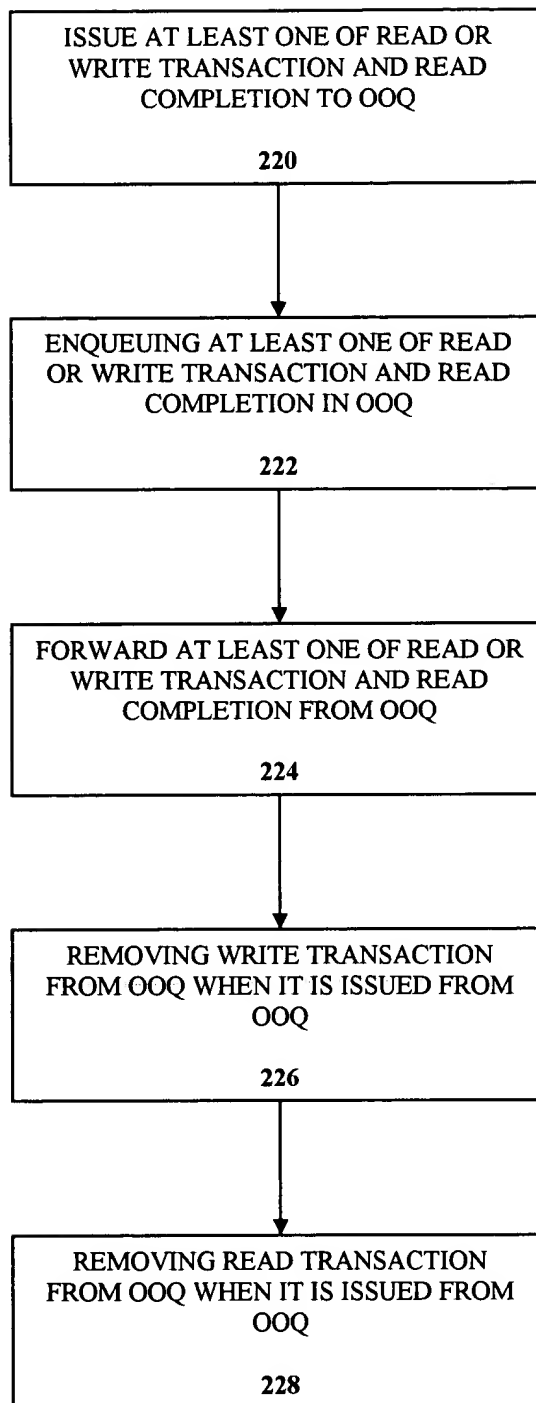 ISSUE AT LEAST ONE OF READ OR
WRITE TRANSACTION AND READ
COMPLETION TO OOQ
220
ENQUEUING AT LEAST ONE OF READ
OR WRITE TRANSACTION AND READ
COMPLETION IN OOQ
222
FORWARD AT LEAST ONE OF READ OR
WRITE TRANSACTION AND READ
COMPLETION FROM OOQ
224
REMOVING WRITE TRANSACTION
FROM OOQ WHEN IT IS ISSUED FROM
OOQ
226
REMOVING READ TRANSACTION
FROM OOQ WHEN IT IS ISSUED FROM
OOQ
228